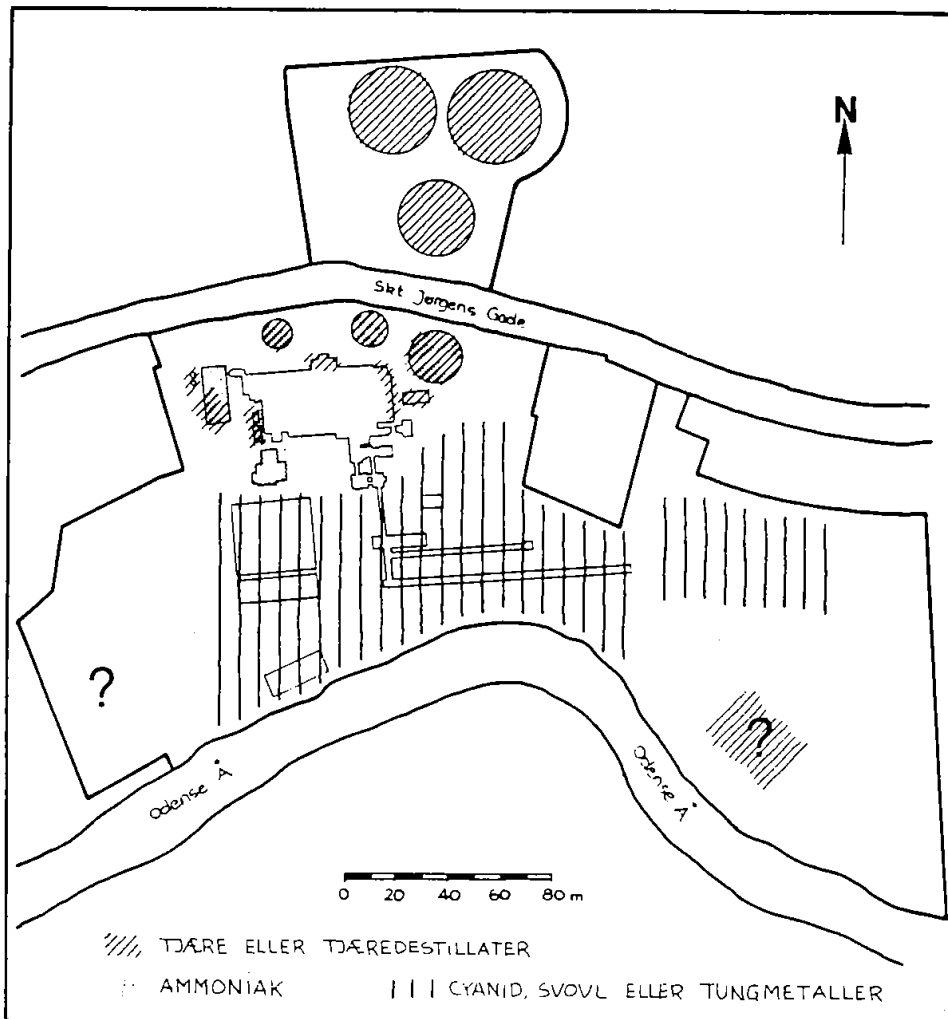 N
Skt Jørgens Gade
?
?
Odense Å
Odense Å
0 20 40 60 80 m
TJÆRE ELLER TJÆREDESTILLATER
AMMONIAK
CYANID, SVOVL ELLER TUNGMETALLER